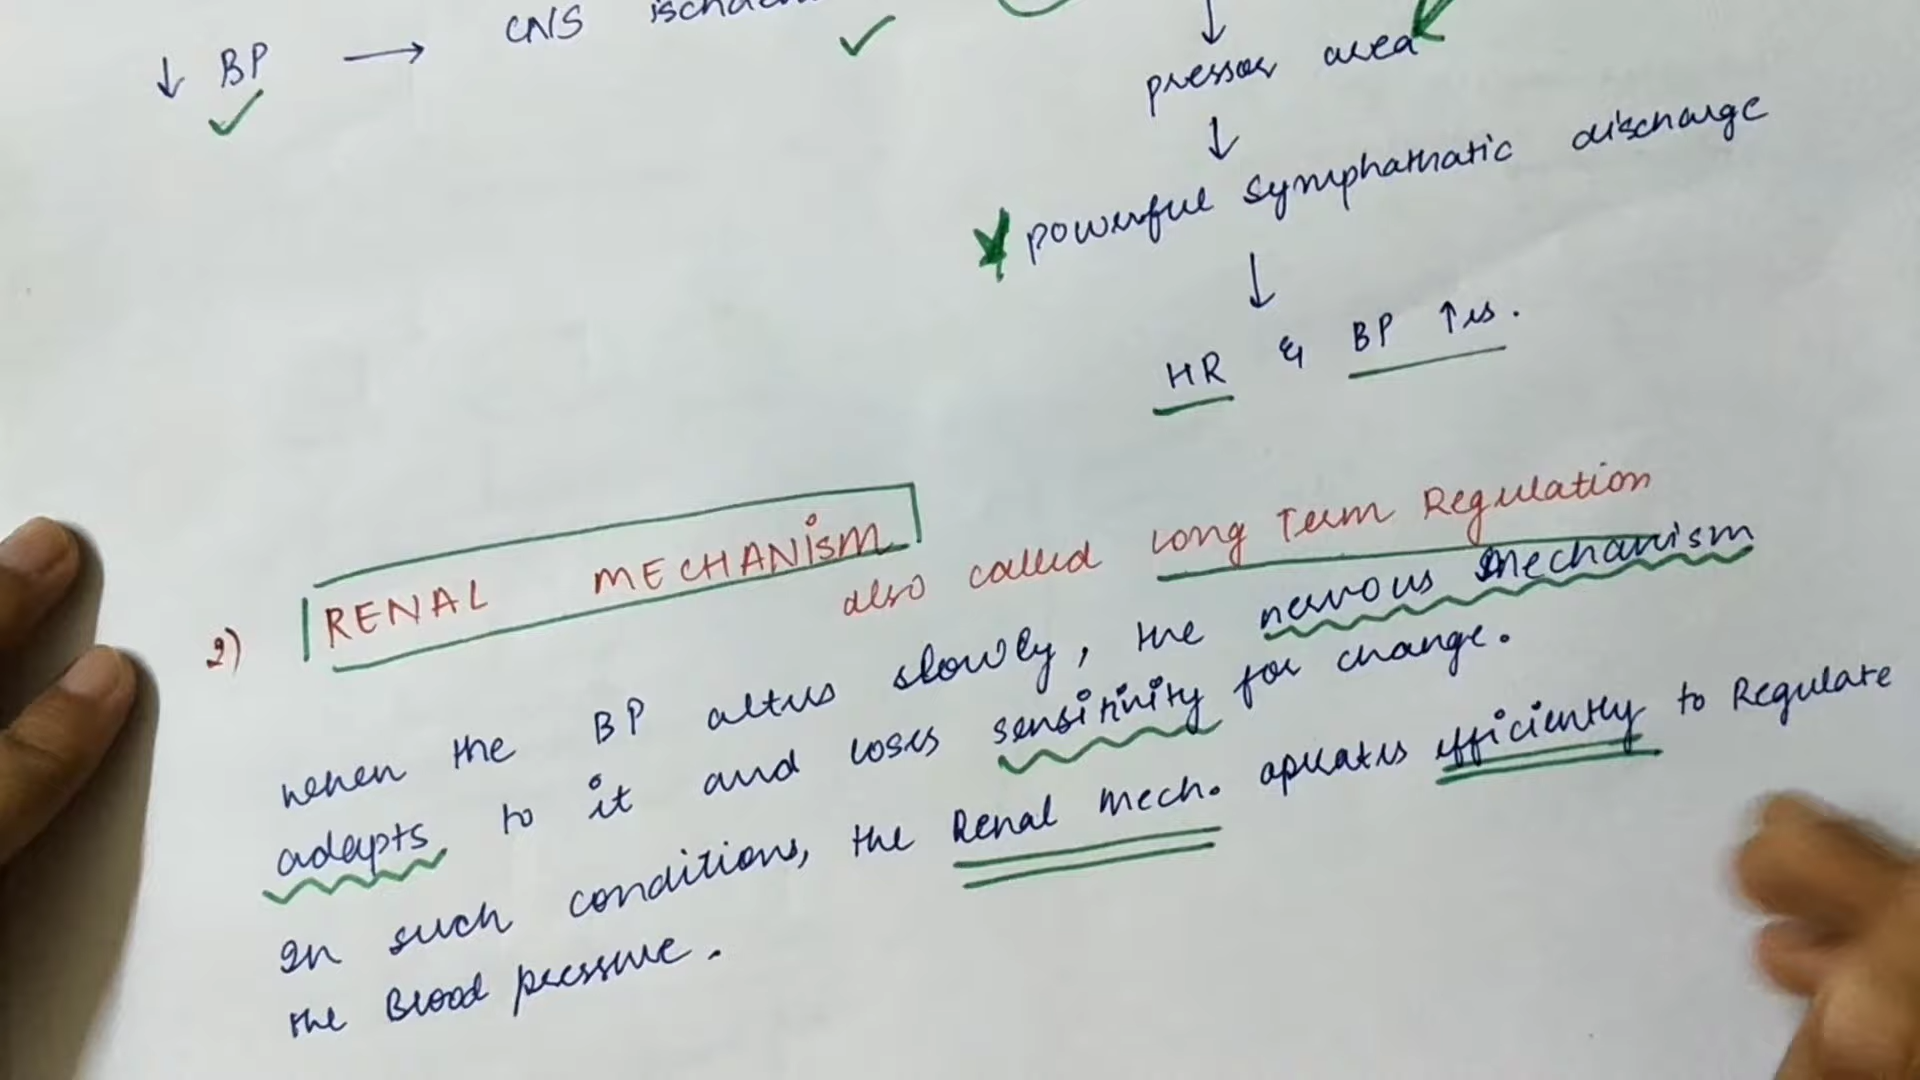 ↓ BP → CNS
↓
pressor area
↓
powerful symphathatic discharge
↓
HR & BP ↑es.
2) RENAL MECHANISM also called Long Term Regulation
when the BP alters slowly, the nervous mechanism
adapts to it and loses sensitivity for change.
In such conditions, the Renal mech. operates efficiently to Regulate
the Blood pressure.